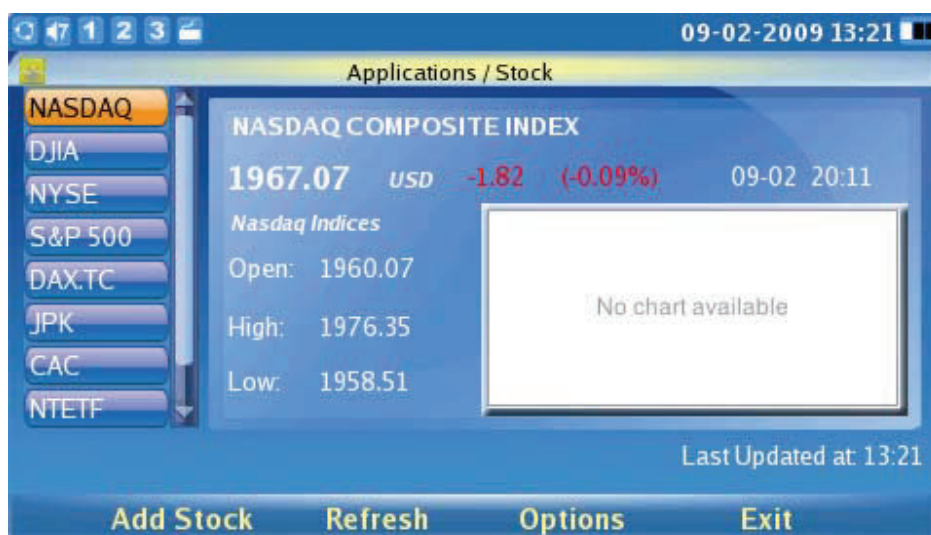 47 1 2 3 09-02-2009 13:21
Applications / Stock
NASDAQ
DJIA
NYSE
S&P 500
DAX.TC
JPK
CAC
NTETF
NASDAQ COMPOSITE INDEX
1967.07 USD -1.82 (-0.09%) 09-02 20:11
Nasdaq Indices
Open: 1960.07
High: 1976.35
Low: 1958.51
No chart available
Last Updated at: 13:21
Add Stock Refresh Options Exit